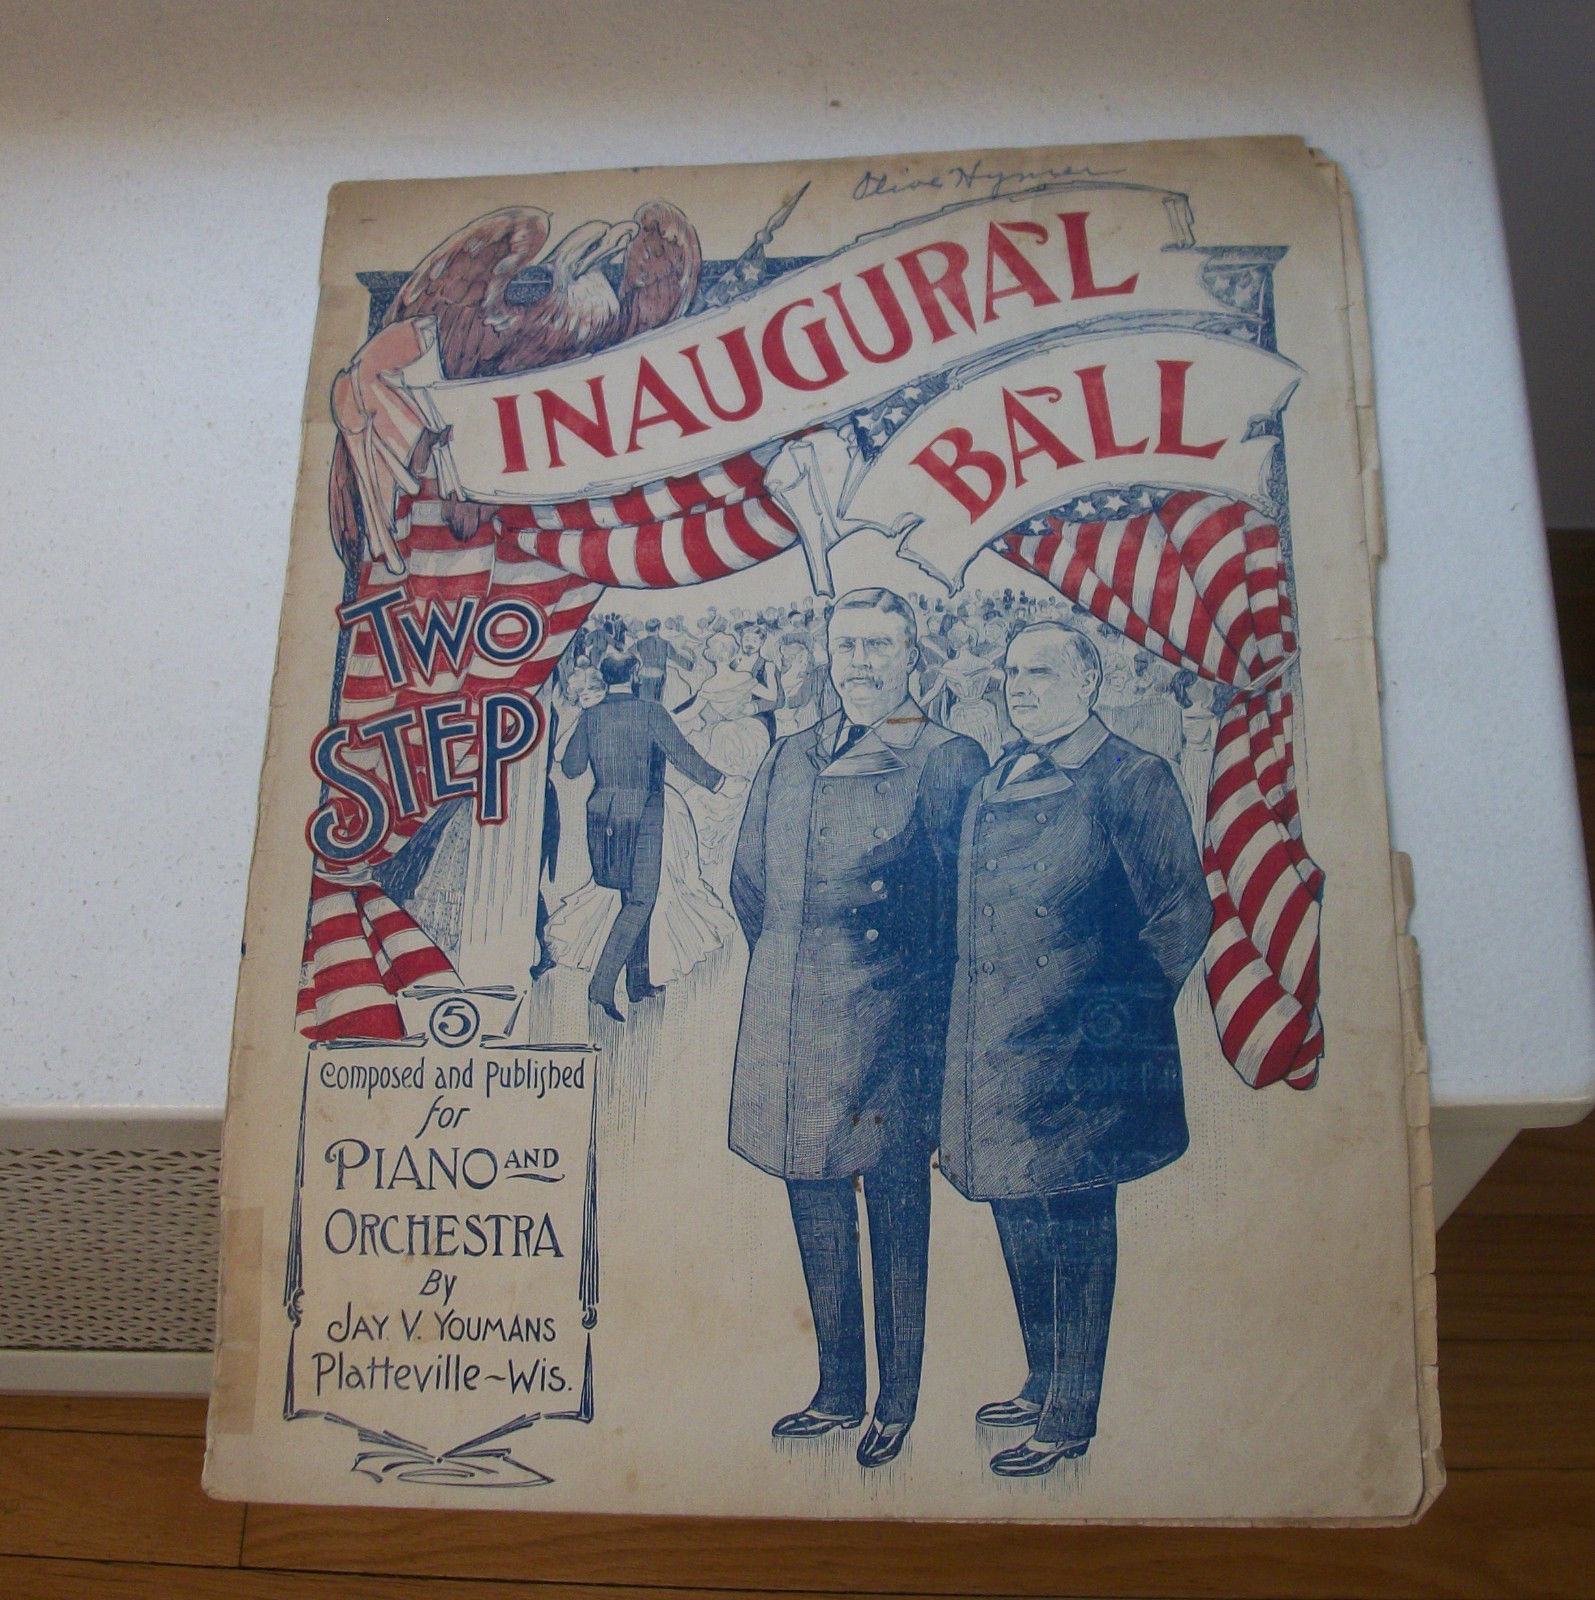 Olive Hymer
INAUGURAL
BALL
TWO
STEP
5
Composed and Published
for
PIANO AND
ORCHESTRA
By
JAY. V. YOUMANS
Platteville~Wis.